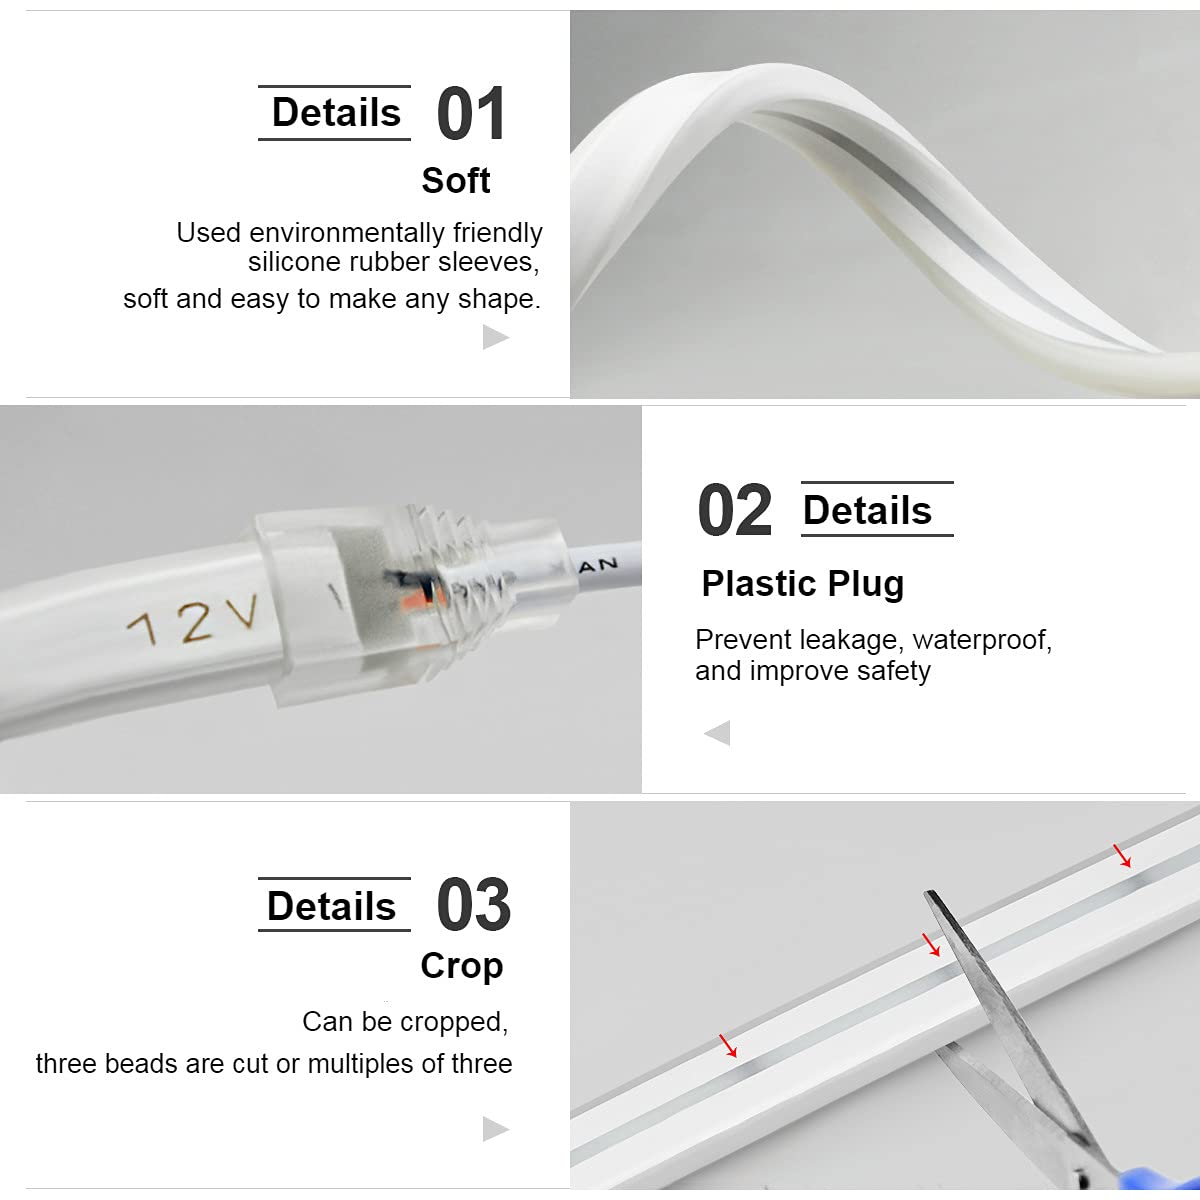 Details 01
Soft
Used environmentally friendly
silicone rubber sleeves,
soft and easy to make any shape.
12V
AN
02 Details
Plastic Plug
Prevent leakage, waterproof,
and improve safety
Details 03
Crop
Can be cropped,
three beads are cut or multiples of three